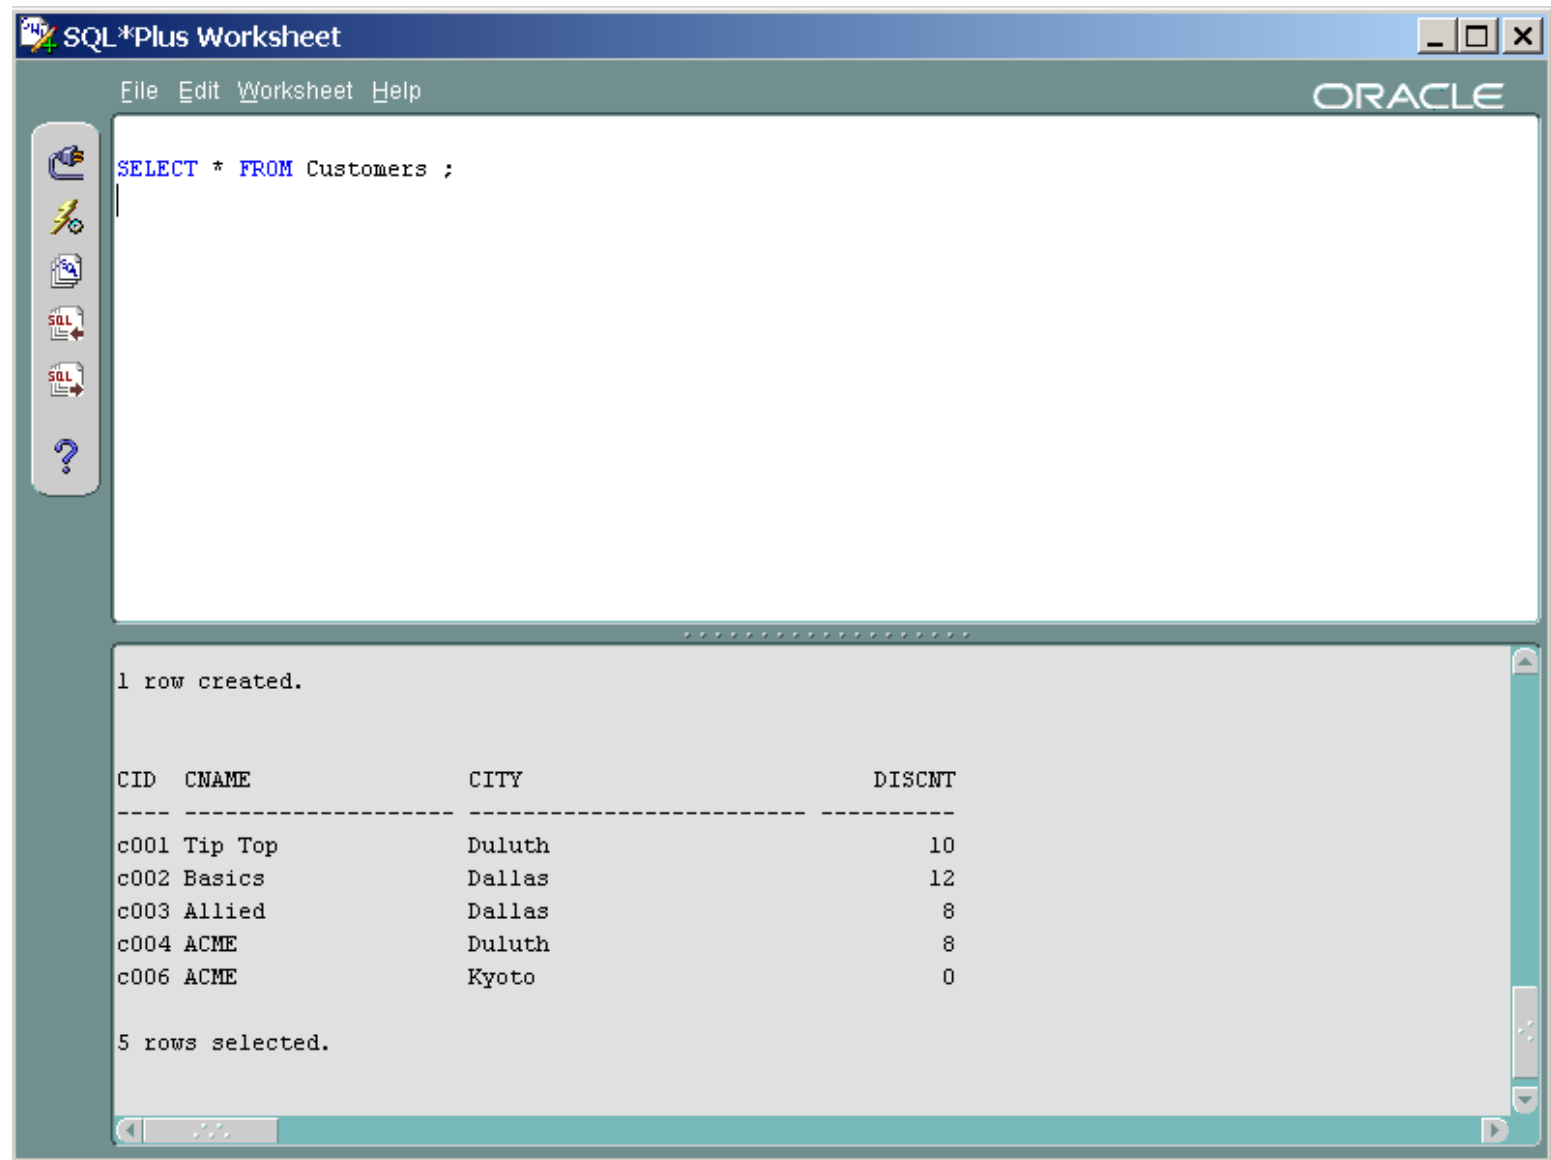 SQL*Plus Worksheet
File Edit Worksheet Help
ORACLE
SELECT * FROM Customers ;
SQL
SQL
1 row created.
CID CNAME CITY DISCNT
---- -------------------- ------------------------- ----------
c001 Tip Top Duluth 10
c002 Basics Dallas 12
c003 Allied Dallas 8
c004 ACME Duluth 8
c006 ACME Kyoto 0
5 rows selected.